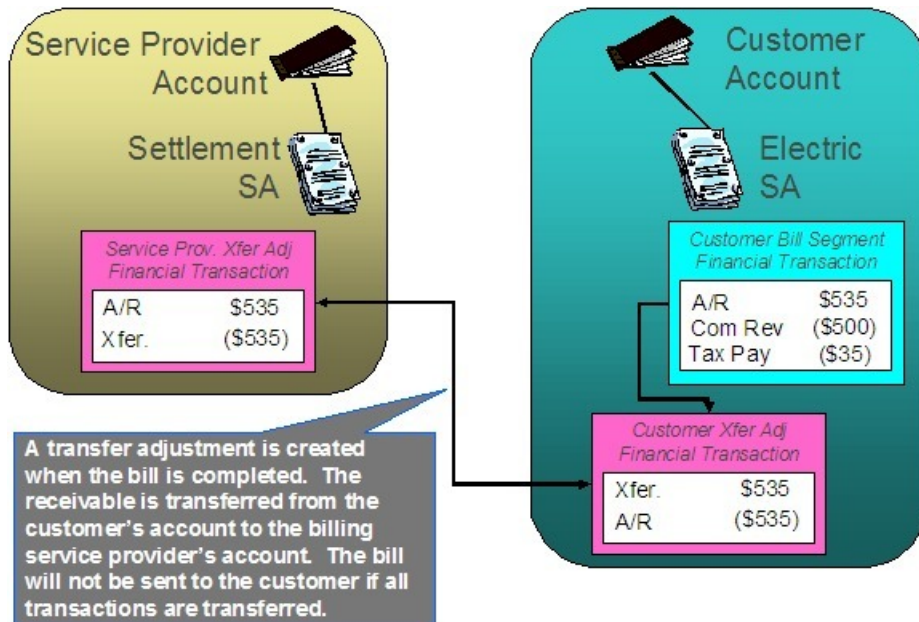 Service Provider
Account
Settlement
SA
Service Prov. Xfer Adj
Financial Transaction
A/R $535
Xfer. ($535)
A transfer adjustment is created
when the bill is completed. The
receivable is transferred from the
customer's account to the billing
service provider's account. The bill
will not be sent to the customer if all
transactions are transferred.
Customer
Account
Electric
SA
Customer Bill Segment
Financial Transaction
A/R $535
Com Rev ($500)
Tax Pay ($35)
Customer Xfer Adj
Financial Transaction
Xfer. $535
A/R ($535)